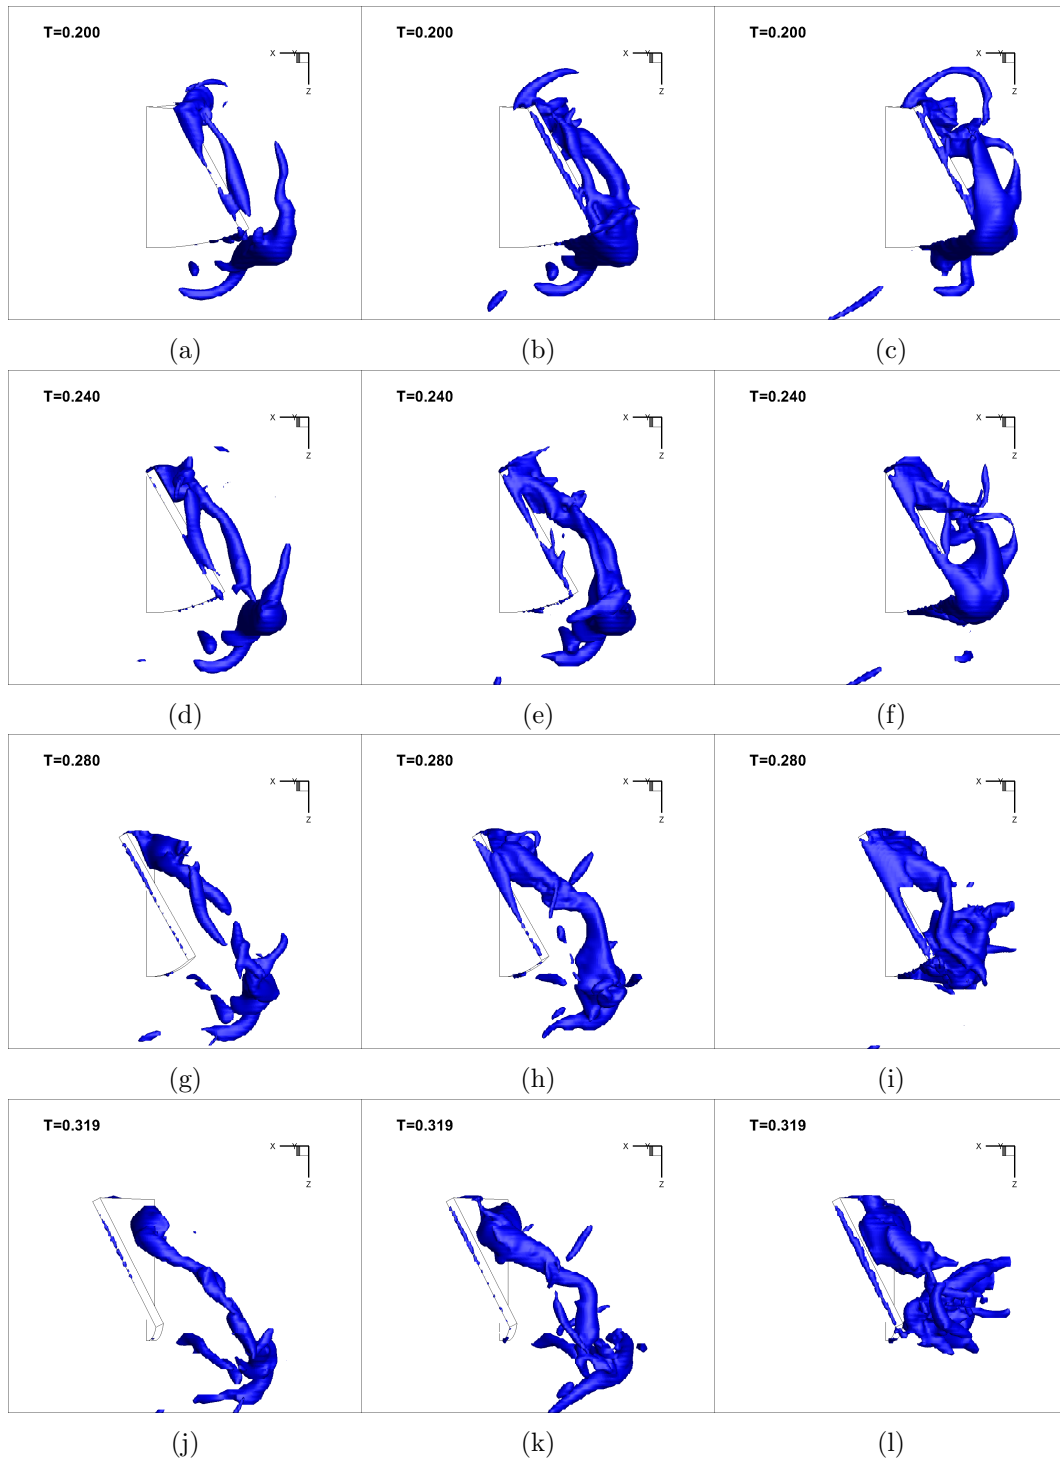 T=0.200 T=0.200 T=0.200
X Y X Y X Y
Z Z Z
(a) (b) (c)
T=0.240 T=0.240 T=0.240
X Y X Y X Y
Z Z Z
(d) (e) (f)
T=0.280 T=0.280 T=0.280
X Y X Y X Y
Z Z Z
(g) (h) (i)
T=0.319 T=0.319 T=0.319
X Y X Y X Y
Z Z Z
(j) (k) (l)